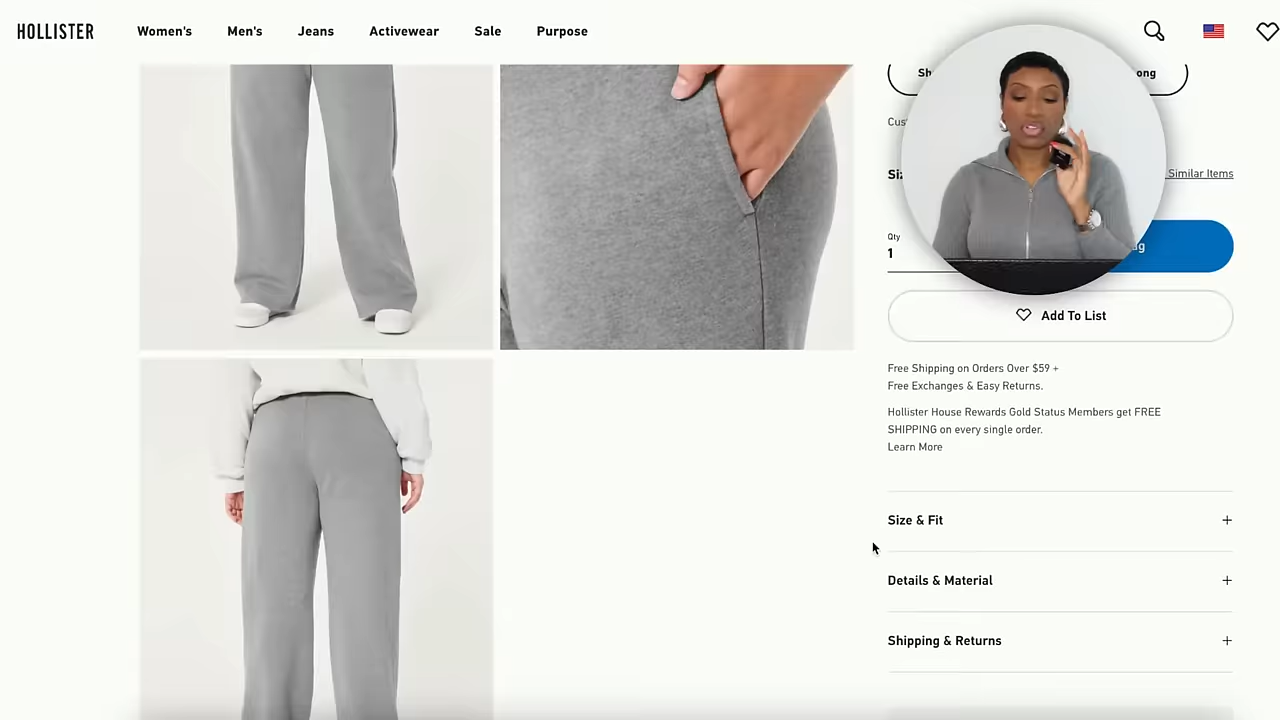 HOLLISTER
Women's
Men's
Jeans
Activewear
Sale
Purpose
Similar Items
Qty
1
Add To List
Free Shipping on Orders Over $59 +
Free Exchanges & Easy Returns.
Hollister House Rewards Gold Status Members get FREE
SHIPPING on every single order.
Learn More
Size & Fit
+
Details & Material
+
Shipping & Returns
+